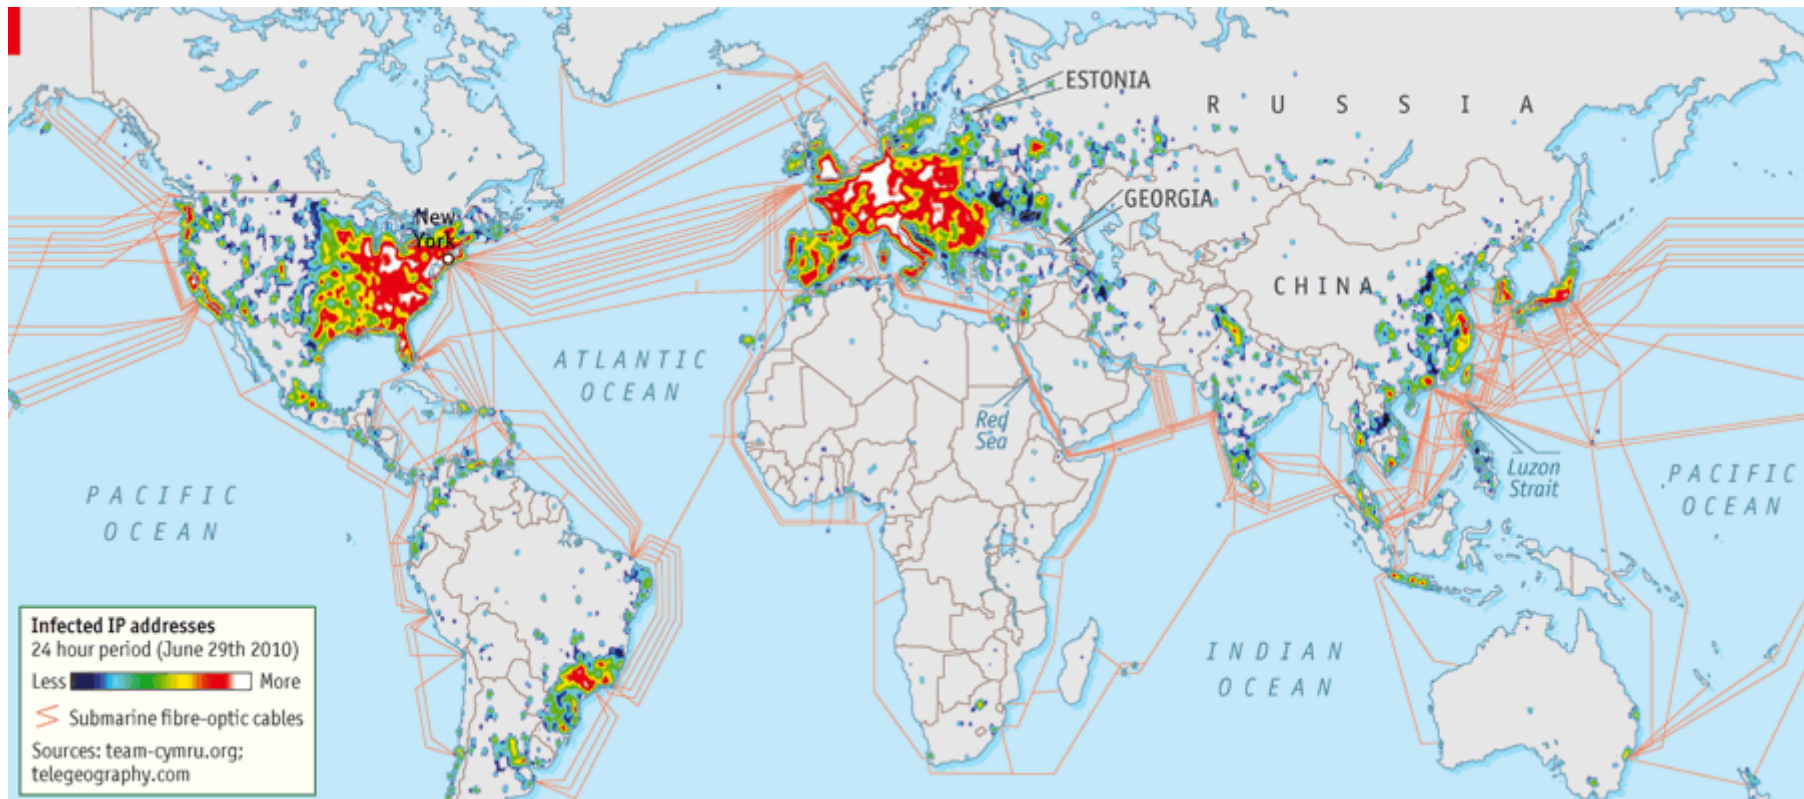 ESTONIA
RUSSIA
GEORGIA
New
York
CHINA
ATLANTIC
OCEAN
Red
Sea
Luzon
Strait
PACIFIC
OCEAN
PACIFIC
OCEAN
INDIAN
OCEAN
Infected IP addresses
24 hour period (June 29th 2010)
Less More
Submarine fibre-optic cables
Sources: team-cymru.org;
telegeography.com